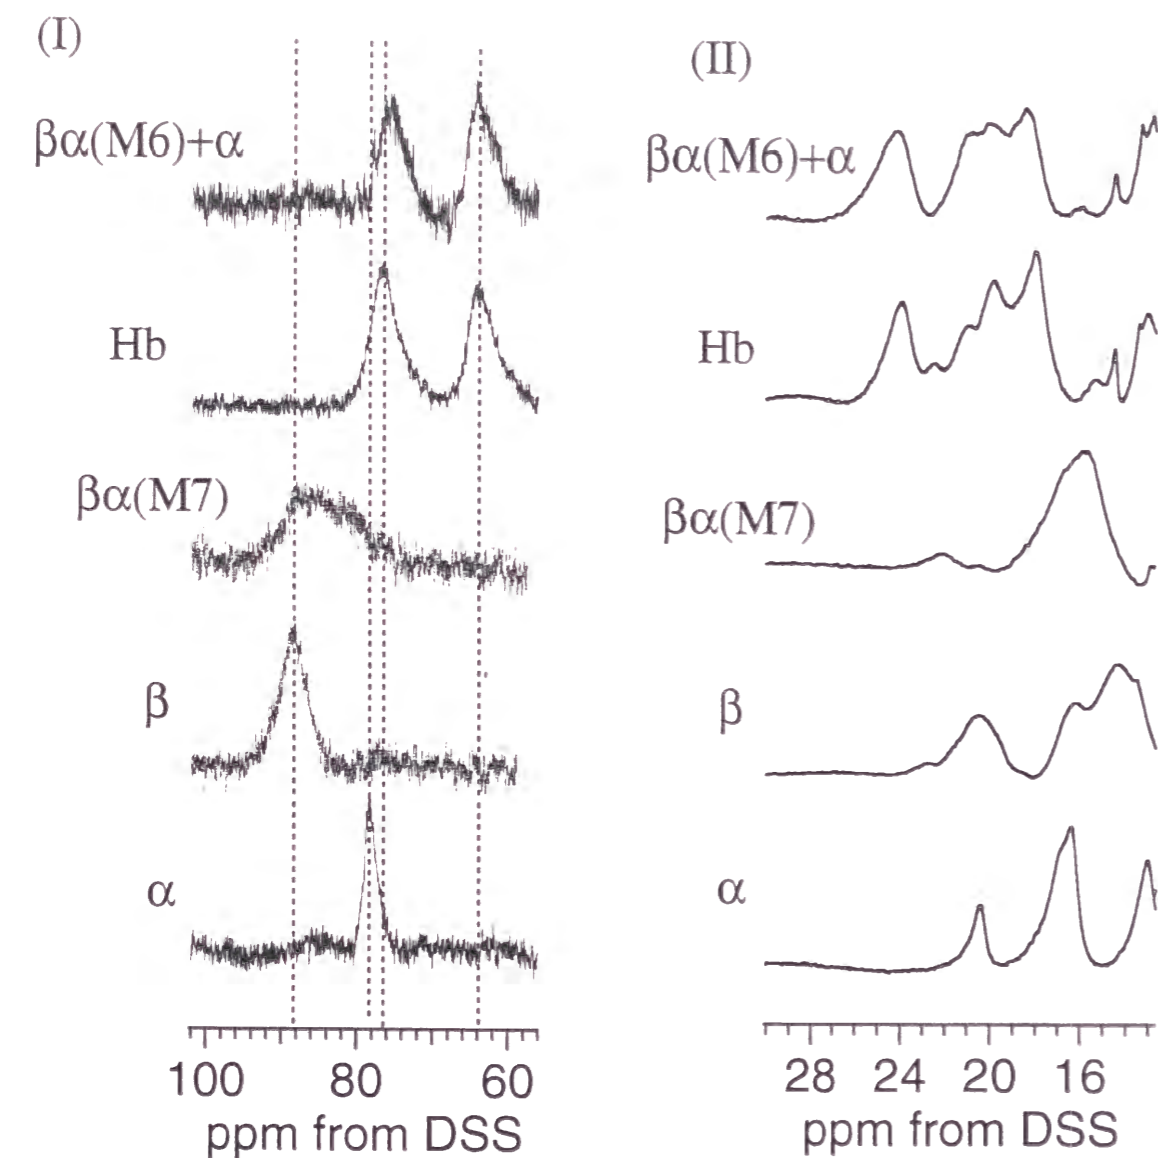 (I)
βα(M6)+α
Hb
βα(M7)
β
α
100 80 60
ppm from DSS
(II)
βα(M6)+α
Hb
βα(M7)
β
α
28 24 20 16
ppm from DSS